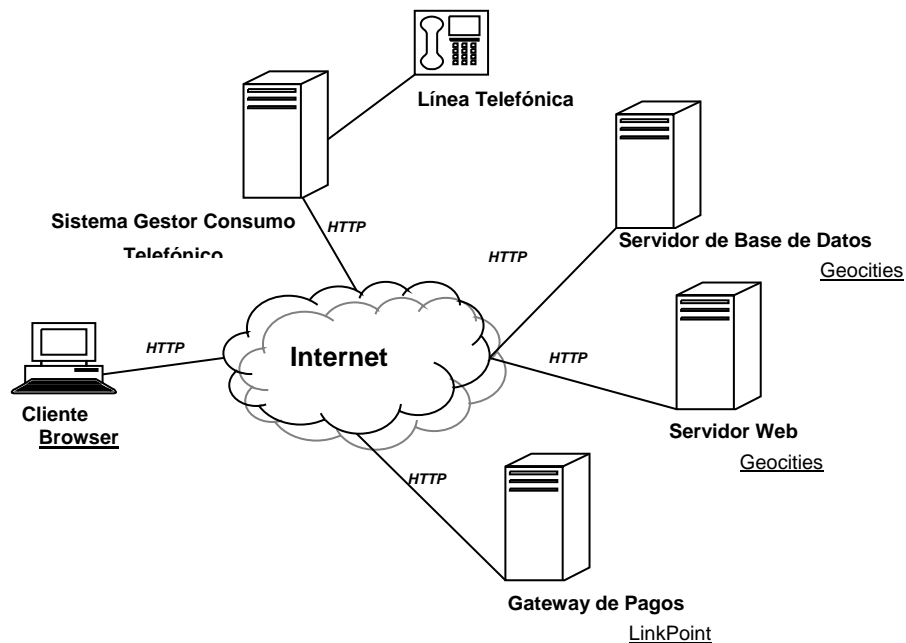 Línea Telefónica
Sistema Gestor Consumo
Telefónico
HTTP
HTTP
Servidor de Base de Datos
Geocities
HTTP
Internet
HTTP
Cliente
Browser
Servidor Web
Geocities
HTTP
Gateway de Pagos
LinkPoint